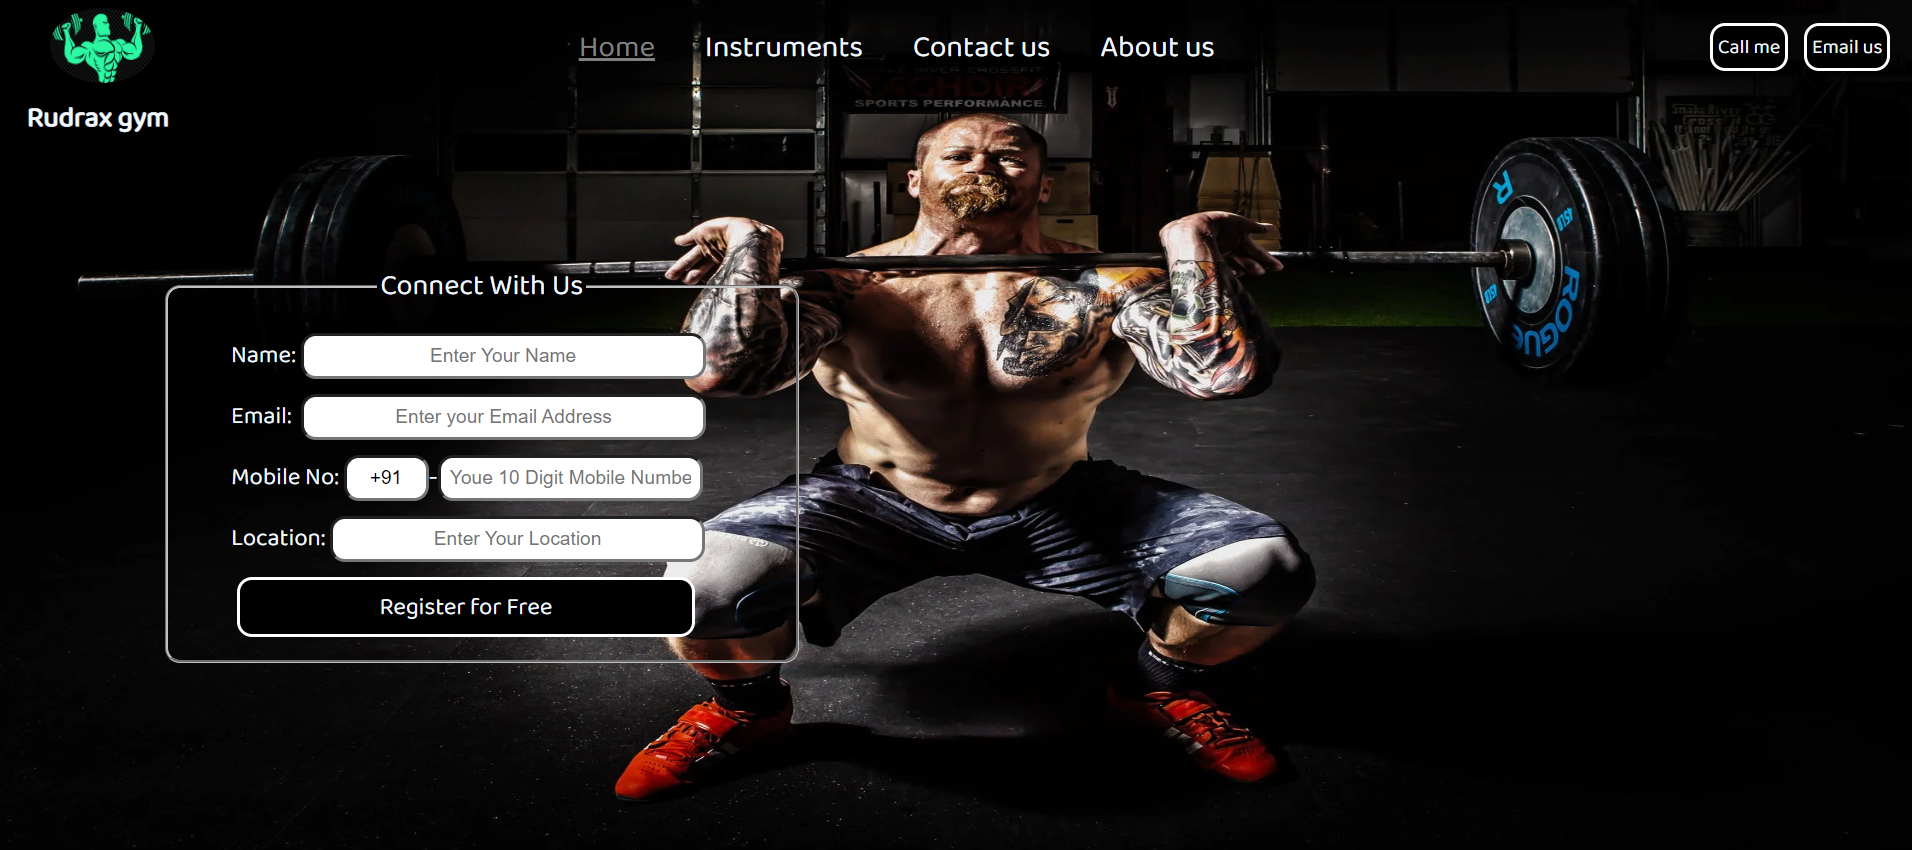 Home Instruments Contact us About us
Call me Email us
Rudrax gym
SPORTS PERFORMANCE
R
45LB
45LB
ROGUE
Connect With Us
Name: Enter Your Name
Email: Enter your Email Address
Mobile No: +91 - Youe 10 Digit Mobile Numbe
Location: Enter Your Location
Register for Free